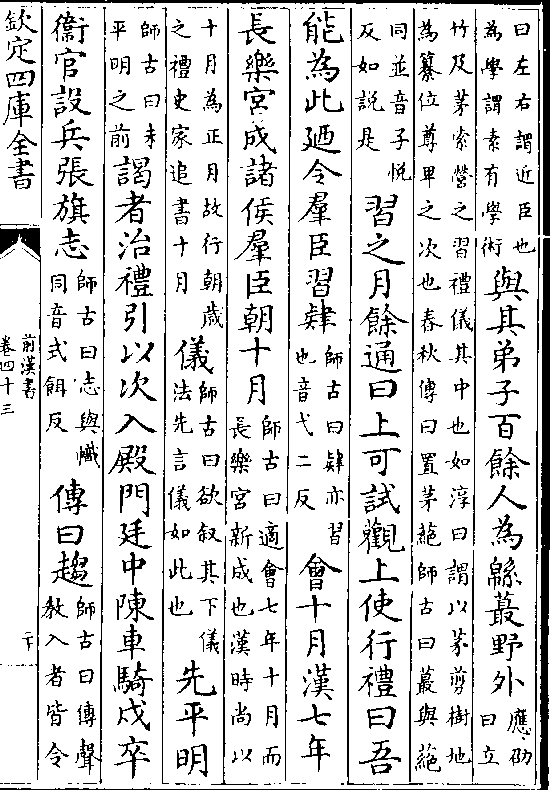 曰左右謂近臣也為學謂素有學術與其弟子百餘人為緜蕞野外應劭曰立
竹及茅索營之習禮儀其中也如淳曰謂以茅剪樹地為纂位尊卑之次也春秋傳曰置茅蕝師古曰蕞與蕝
同並音子悅反如說是習之月餘通曰上可試觀上使行禮曰吾
能為此廼令羣臣習肄師古曰肄亦習也音弋二反會十月漢七年
長樂宮成諸侯羣臣朝十月師古曰適會七年十月而長樂宮新成也漢時尚以
十月為正月故行朝歲之禮史家追書十月儀師古曰欲叙其下儀法先言儀如此也先平明
師古曰未平明之前謁者治禮引以次入殿門廷中陳車騎戍卒
衞官設兵張旗志師古曰志與幟同音式餌反傳曰趨師古曰傳聲教入者皆令
欽定四庫全書
前漢書
卷四十三